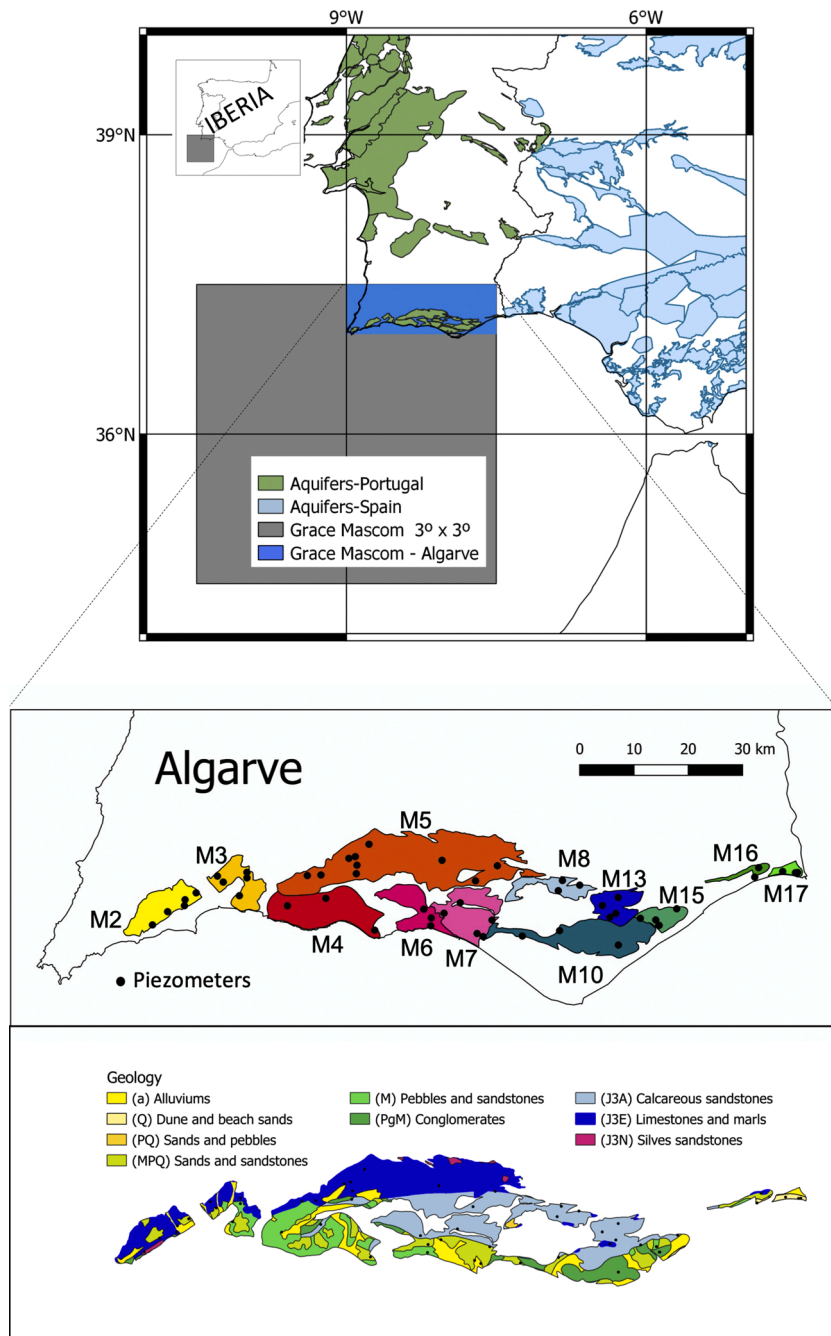 9°W
6°W
IBERIA
39°N
36°N
Aquifers-Portugal
Aquifers-Spain
Grace Mascom 3º x 3º
Grace Mascom - Algarve
Algarve
0 10 20 30 km
M5
M3
M8
M13
M16
M2
M15
M17
M4
M6
M7
M10
Piezometers
Geology
(a) Alluviums
(Q) Dune and beach sands
(PQ) Sands and pebbles
(MPQ) Sands and sandstones
(M) Pebbles and sandstones
(PgM) Conglomerates
(J3A) Calcareous sandstones
(J3E) Limestones and marls
(J3N) Silves sandstones